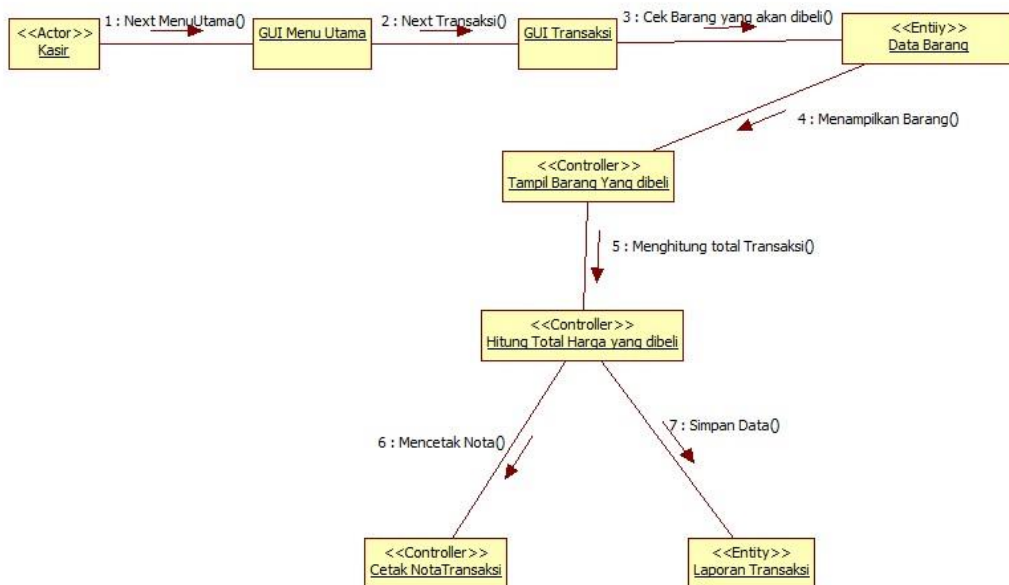 1 : Next MenuUtama()
2 : Next Transaksi()
3 : Cek Barang yang akan dibeli()
<<Actor>>
Kasir
GUI Menu Utama
GUI Transaksi
<<Entiiy>>
Data Barang
4 : Menampilkan Barang()
<<Controller>>
Tampil Barang Yang dibeli
5 : Menghitung total Transaksi()
<<Controller>>
Hitung Total Harga yang dibeli
6 : Mencetak Nota()
7 : Simpan Data()
<<Controller>>
Cetak NotaTransaksi
<<Entity>>
Laporan Transaksi